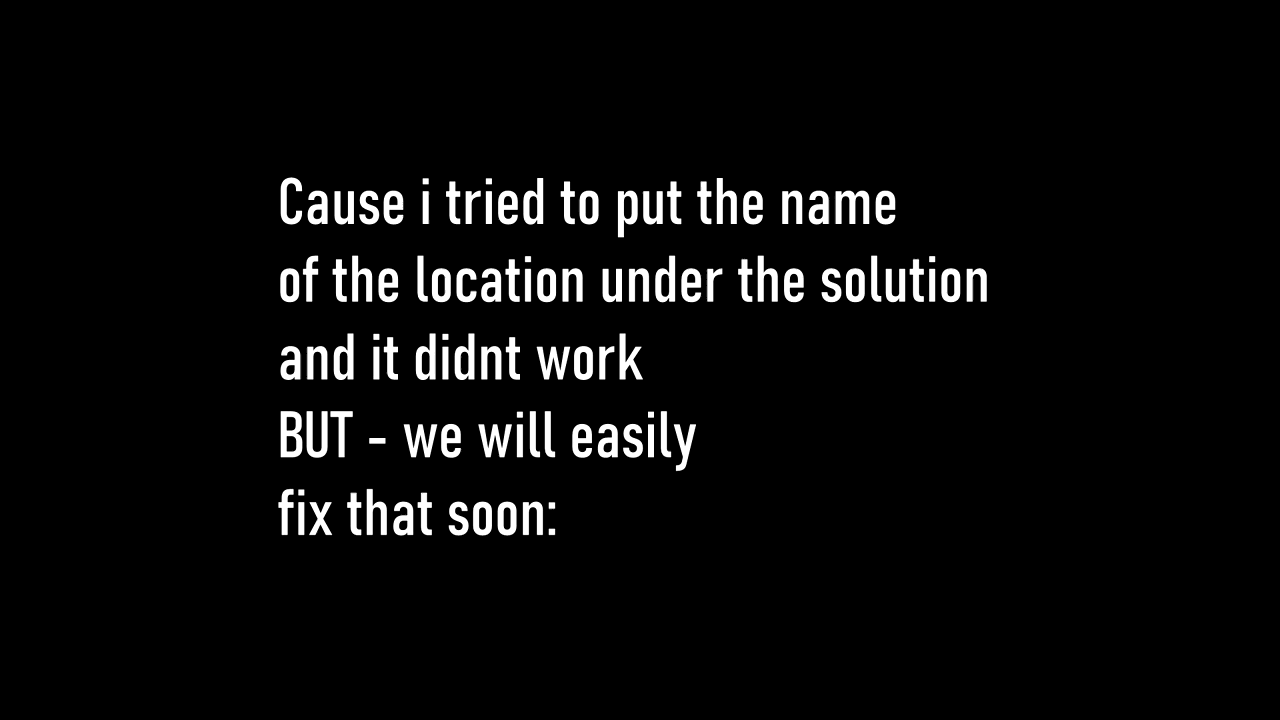 Cause i tried to put the name
of the location under the solution
and it didnt work
BUT - we will easily
fix that soon: